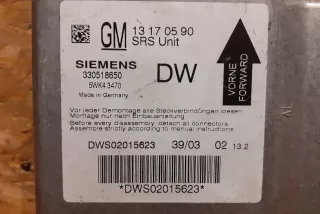 GM 13 17 05 90
SRS Unit
SIEMENS
330518650
DW
5WK4 3470
Made in Germany
VORNE
FORWARD
Vor jeder Demontage alle Steckverbindungen loesen
Montage nur nach Einbauanleitung
Before every disassembly, detach all connectors
Assemble strictly according to manual instructions
DWS02015623 39/03 02 13.2
*DWS02015623*